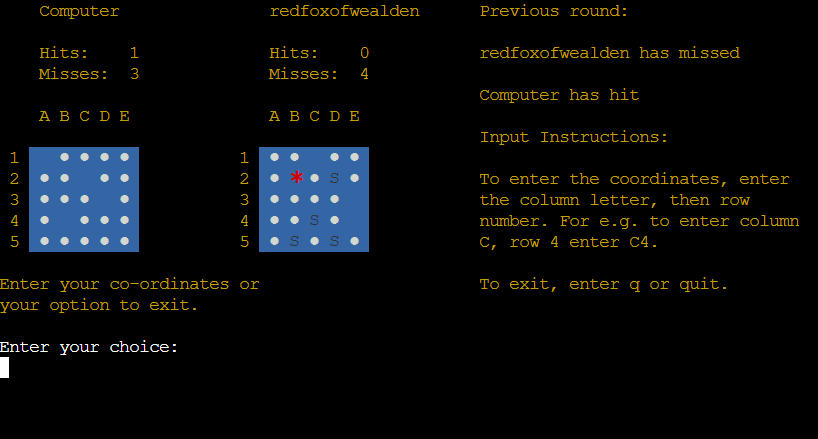 Computer
Hits: 1
Misses: 3
A B C D E
1   ● ● ● ●
2 ● ●   ● ●
3 ● ● ●   ●
4 ●   ● ● ●
5 ● ● ● ● ●
redfoxofwealden
Hits: 0
Misses: 4
A B C D E
1 ● ●   ● ●
2 ● * ● S ●
3 ● ● ● ●
4 ● ● S ●
5 ● S ● S ●
Previous round:
redfoxofwealden has missed
Computer has hit
Input Instructions:
To enter the coordinates, enter
the column letter, then row
number. For e.g. to enter column
C, row 4 enter C4.
To exit, enter q or quit.
Enter your co-ordinates or
your option to exit.
Enter your choice: